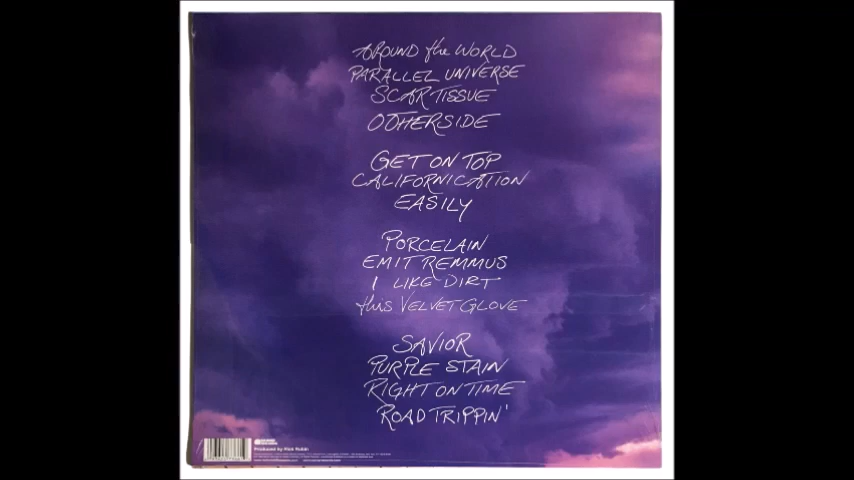 AROUND the WORLD
PARALLEL UNIVERSE
SCAR TISSUE
OTHERSIDE
GET ON TOP
CALIFORNICATION
EASILY
PORCELAIN
EMIT REMMUS
I LIKE DIRT
this VELVET GLOVE
SAVIOR
PURPLE STAIN
RIGHT ON TIME
ROAD TRIPPIN'
Produced by Rick Rubin